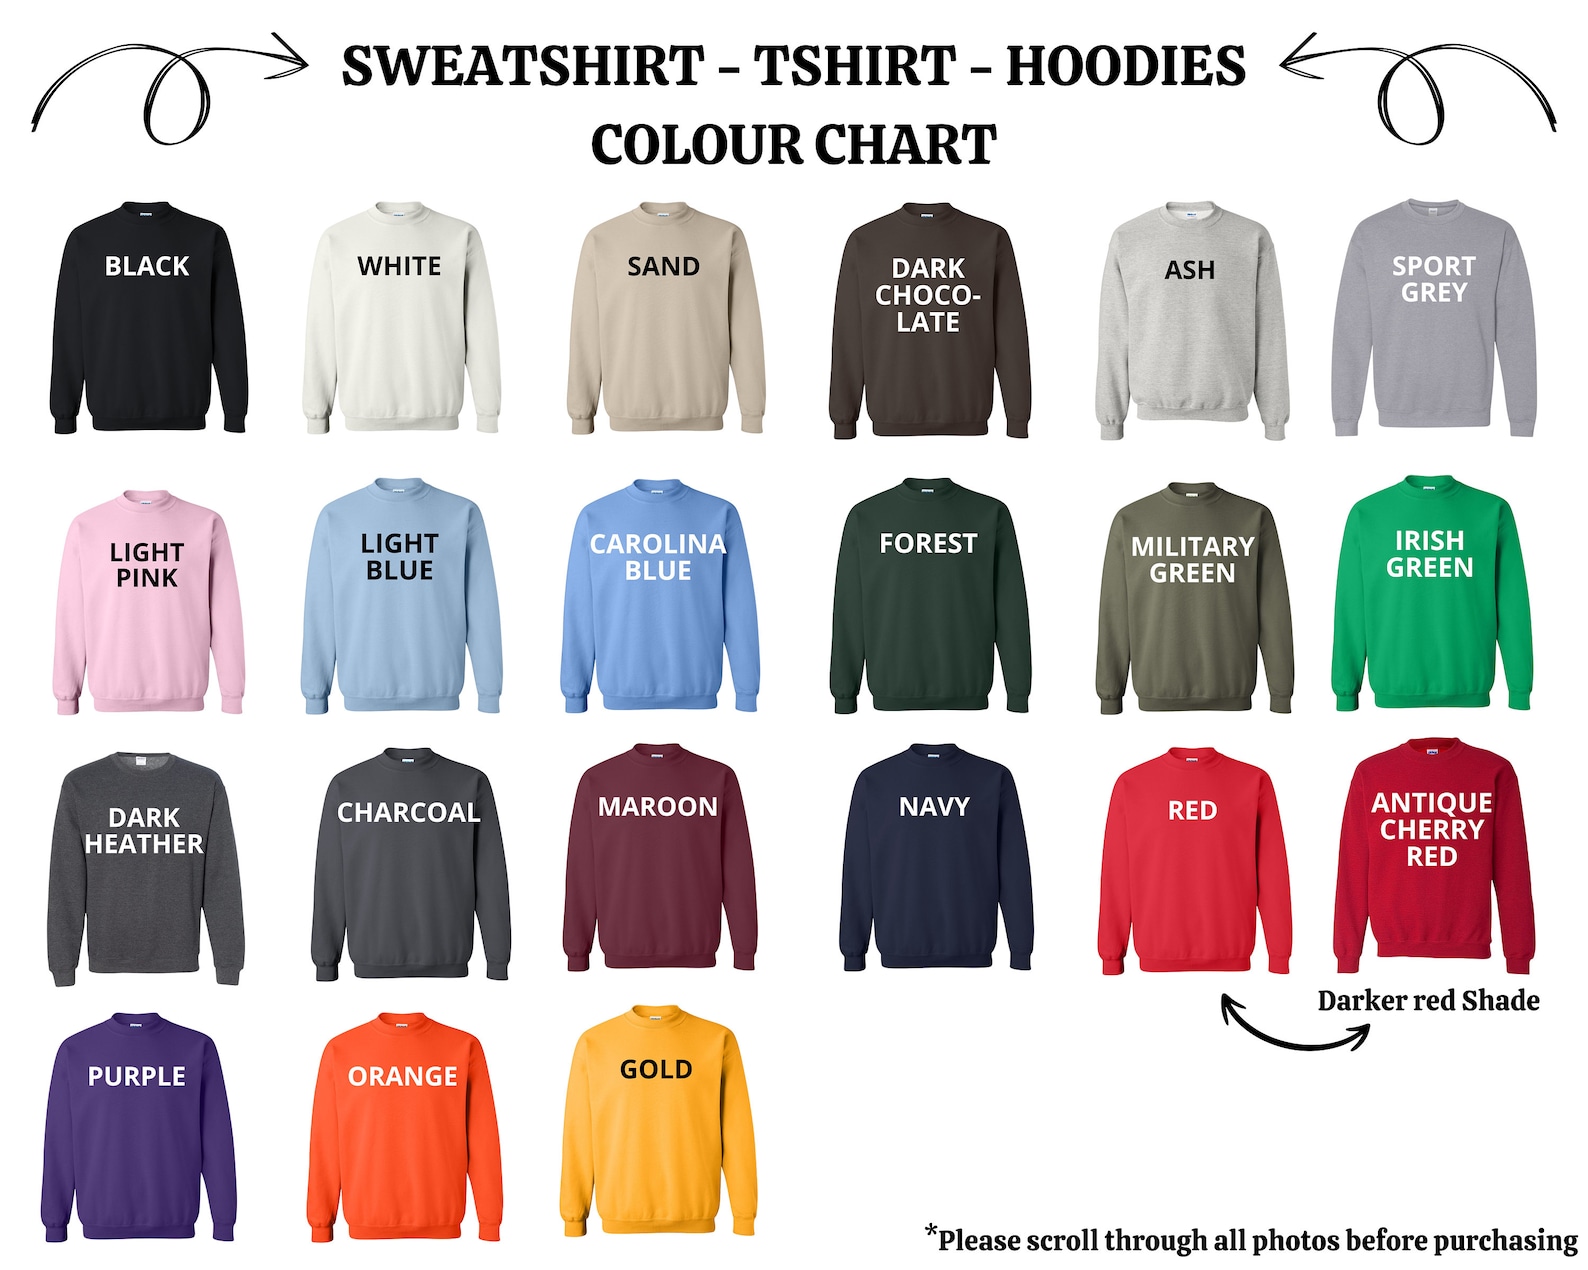 SWEATSHIRT - TSHIRT - HOODIES
COLOUR CHART
BLACK
WHITE
SAND
DARK
CHOCO-
LATE
ASH
SPORT
GREY
LIGHT
PINK
LIGHT
BLUE
CAROLINA
BLUE
FOREST
MILITARY
GREEN
IRISH
GREEN
DARK
HEATHER
CHARCOAL
MAROON
NAVY
RED
ANTIQUE
CHERRY
RED
Darker red Shade
PURPLE
ORANGE
GOLD
*Please scroll through all photos before purchasing